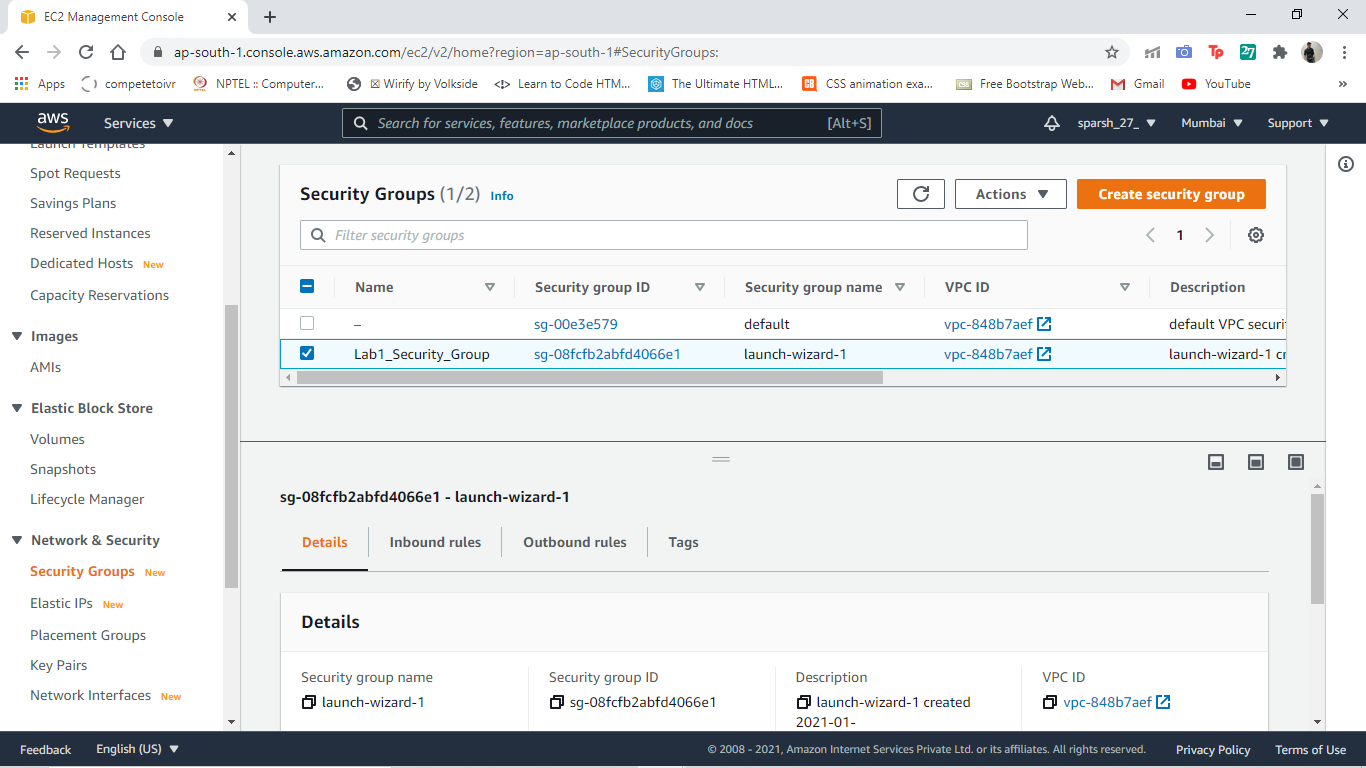 EC2 Management Console
ap-south-1.console.aws.amazon.com/ec2/v2/home?region=ap-south-1#SecurityGroups:
Apps competetoivr NPTEL :: Computer... Wirify by Volkside Learn to Code HTM... The Ultimate HTML... CSS animation exa... Free Bootstrap Web... Gmail YouTube
aws Services Search for services, features, marketplace products, and docs [Alt+S] sparsh_27_ Mumbai Support
Launch Templates
Spot Requests
Savings Plans
Reserved Instances
Dedicated Hosts New
Capacity Reservations
Images
AMIs
Elastic Block Store
Volumes
Snapshots
Lifecycle Manager
Network & Security
Security Groups New
Elastic IPs New
Placement Groups
Key Pairs
Network Interfaces New
Security Groups (1/2) Info Actions Create security group
Filter security groups 1
Name Security group ID Security group name VPC ID Description
– sg-00e3e579 default vpc-848b7aef default VPC securi
Lab1_Security_Group sg-08fcfb2abfd4066e1 launch-wizard-1 vpc-848b7aef launch-wizard-1 cr
sg-08fcfb2abfd4066e1 - launch-wizard-1
Details Inbound rules Outbound rules Tags
Details
Security group name Security group ID Description VPC ID
launch-wizard-1 sg-08fcfb2abfd4066e1 launch-wizard-1 created vpc-848b7aef
2021-01-
Feedback English (US) © 2008 - 2021, Amazon Internet Services Private Ltd. or its affiliates. All rights reserved. Privacy Policy Terms of Use